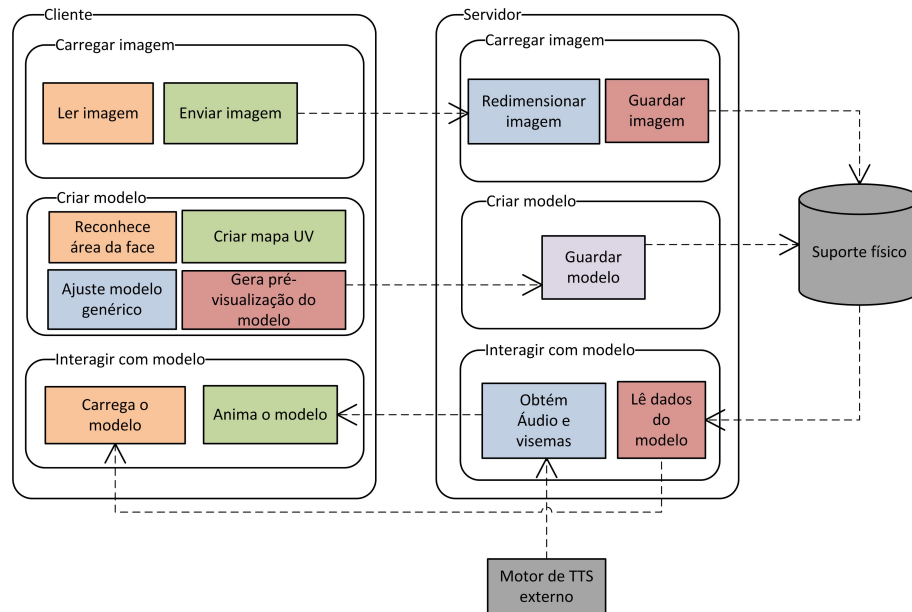 Cliente
Carregar imagem
Ler imagem
Enviar imagem
Criar modelo
Reconhece
área da face
Criar mapa UV
Ajuste modelo
genérico
Gera pré-
visualização do
modelo
Interagir com modelo
Carrega o
modelo
Anima o modelo
Servidor
Carregar imagem
Redimensionar
imagem
Guardar
imagem
Criar modelo
Guardar
modelo
Interagir com modelo
Obtém
Áudio e
visemas
Lê dados
do
modelo
Suporte físico
Motor de TTS
externo